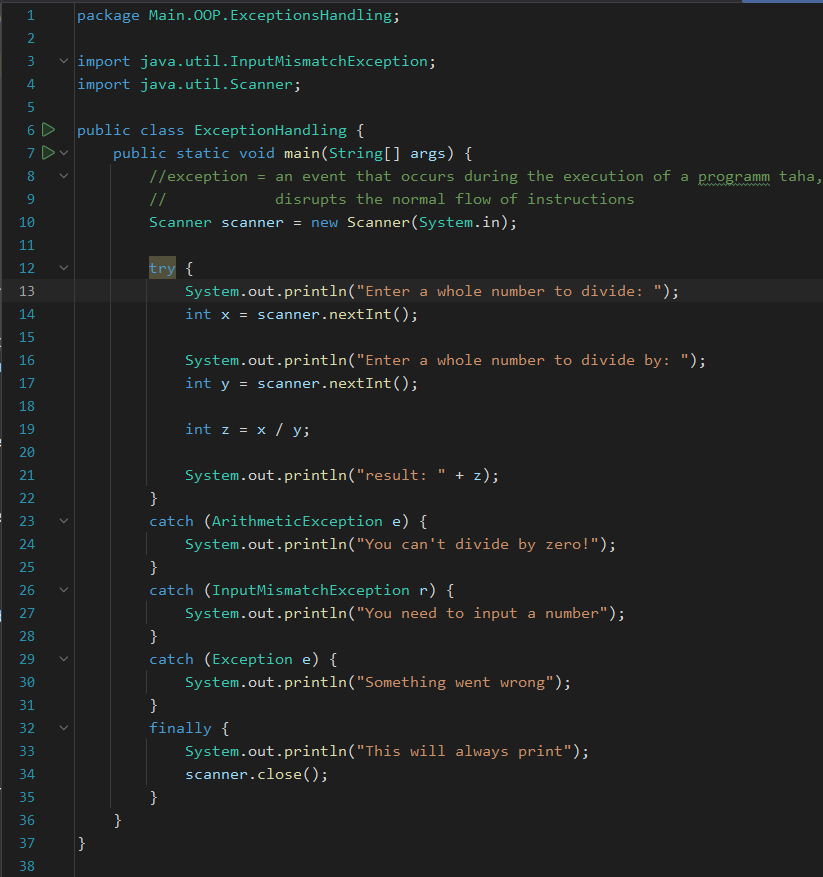 1 package Main.OOP.ExceptionsHandling;
2
3 import java.util.InputMismatchException;
4 import java.util.Scanner;
5
6 public class ExceptionHandling {
7 public static void main(String[] args) {
8 //exception = an event that occurs during the execution of a programm taha,
9 // disrupts the normal flow of instructions
10 Scanner scanner = new Scanner(System.in);
11
12 try {
13 System.out.println("Enter a whole number to divide: ");
14 int x = scanner.nextInt();
15
16 System.out.println("Enter a whole number to divide by: ");
17 int y = scanner.nextInt();
18
19 int z = x / y;
20
21 System.out.println("result: " + z);
22 }
23 catch (ArithmeticException e) {
24 System.out.println("You can't divide by zero!");
25 }
26 catch (InputMismatchException r) {
27 System.out.println("You need to input a number");
28 }
29 catch (Exception e) {
30 System.out.println("Something went wrong");
31 }
32 finally {
33 System.out.println("This will always print");
34 scanner.close();
35 }
36 }
37 }
38